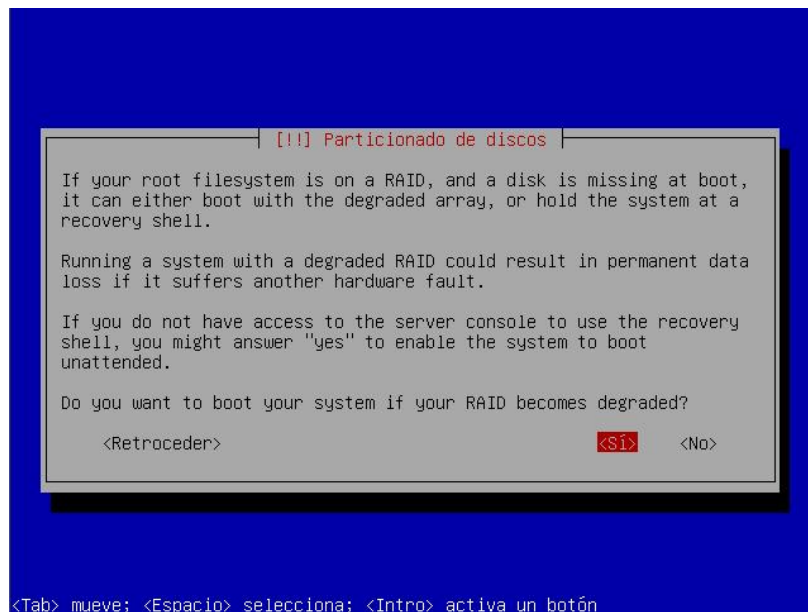 [!!] Particionado de discos
If your root filesystem is on a RAID, and a disk is missing at boot,
it can either boot with the degraded array, or hold the system at a
recovery shell.
Running a system with a degraded RAID could result in permanent data
loss if it suffers another hardware fault.
If you do not have access to the server console to use the recovery
shell, you might answer "yes" to enable the system to boot
unattended.
Do you want to boot your system if your RAID becomes degraded?
<Retroceder> <Sí> <No>
<Tab> mueve; <Espacio> selecciona; <Intro> activa un botón